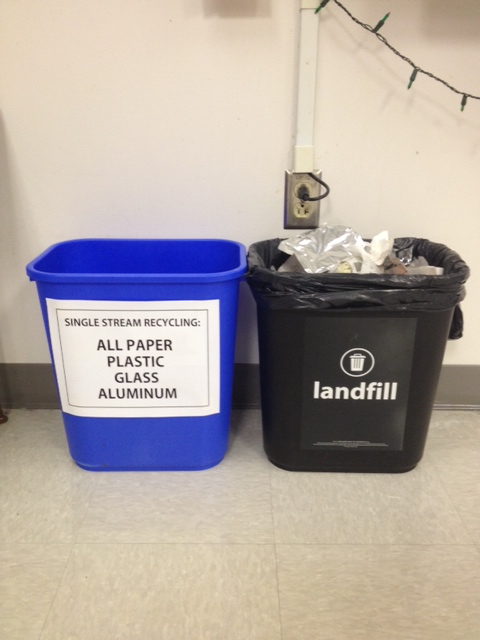 SINGLE STREAM RECYCLING:
ALL PAPER
PLASTIC
GLASS
ALUMINUM
landfill